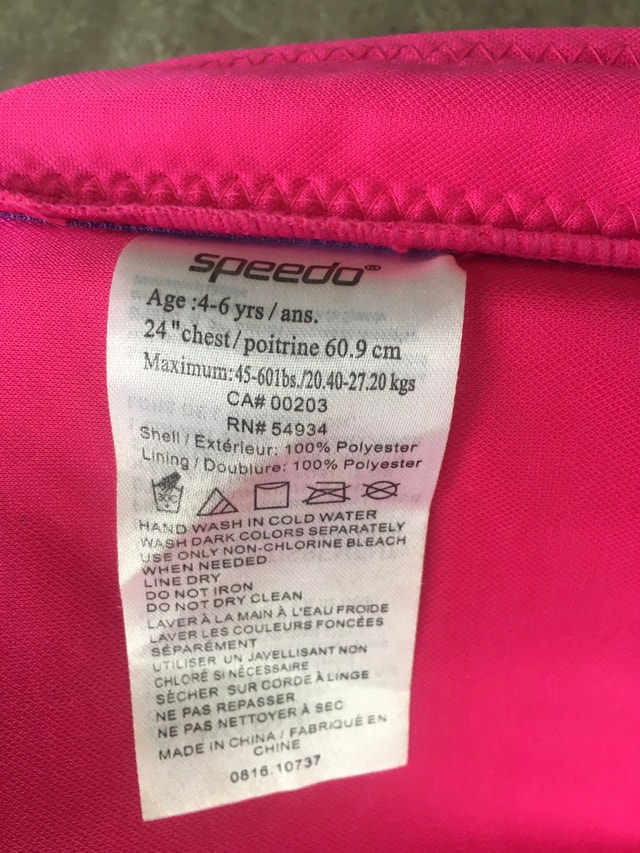 speedo®
Age :4-6 yrs / ans.
24"chest/poitrine 60.9 cm
Maximum:45-60lbs./20.40-27.20 kgs
CA# 00203
RN# 54934
Shell / Extérieur: 100% Polyester
Lining / Doublure: 100% Polyester
30C
HAND WASH IN COLD WATER
WASH DARK COLORS SEPARATELY
USE ONLY NON-CHLORINE BLEACH
WHEN NEEDED
LINE DRY
DO NOT IRON
DO NOT DRY CLEAN
LAVER À LA MAIN À L'EAU FROIDE
LAVER LES COULEURS FONCÉES
SÉPARÉMENT
UTILISER UN JAVELLISANT NON
CHLORÉ SI NÉCESSAIRE
SÉCHER SUR CORDE À LINGE
NE PAS REPASSER
NE PAS NETTOYER À SEC
MADE IN CHINA / FABRIQUÉ EN
CHINE
0816.10737